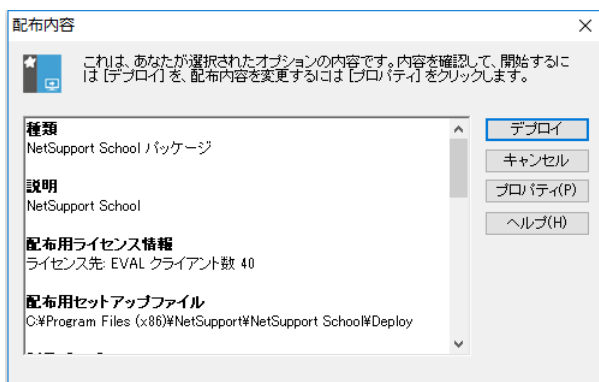 配布内容
これは、あなたが選択されたオプションの内容です。内容を確認して、開始するに
は [デプロイ] を、配布内容を変更するには [プロパティ] をクリックします。
種類
NetSupport School パッケージ
説明
NetSupport School
配布用ライセンス情報
ライセンス先: EVAL クライアント数 40
配布用セットアップファイル
C:¥Program Files (x86)¥NetSupport¥NetSupport School¥Deploy
デプロイ
キャンセル
プロパティ(P)
ヘルプ(H)